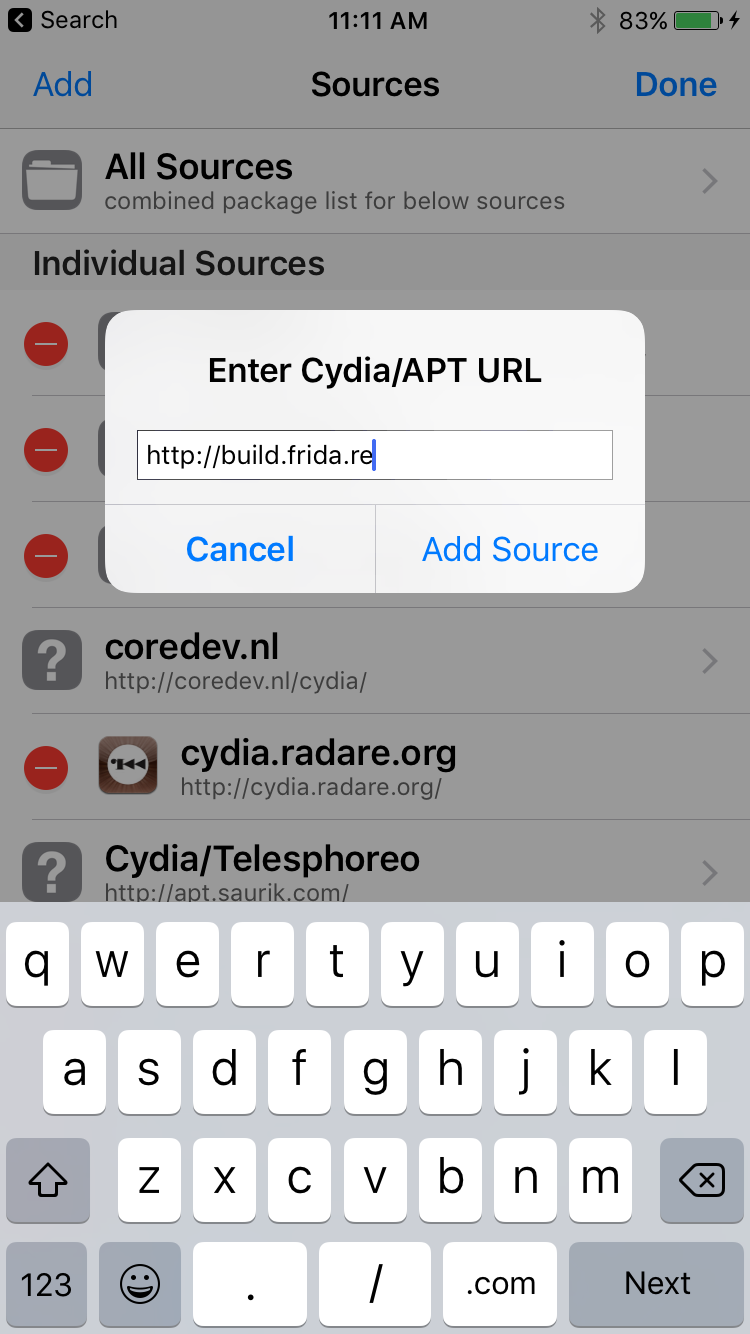 Search 11:11 AM 83%
Add Sources Done
All Sources
combined package list for below sources
Individual Sources
Enter Cydia/APT URL
http://build.frida.re
Cancel Add Source
coredev.nl
http://coredev.nl/cydia/
cydia.radare.org
http://cydia.radare.org/
Cydia/Telesphoreo
http://apt.saurik.com/
q w e r t y u i o p
a s d f g h j k l
z x c v b n m
123 . / .com Next